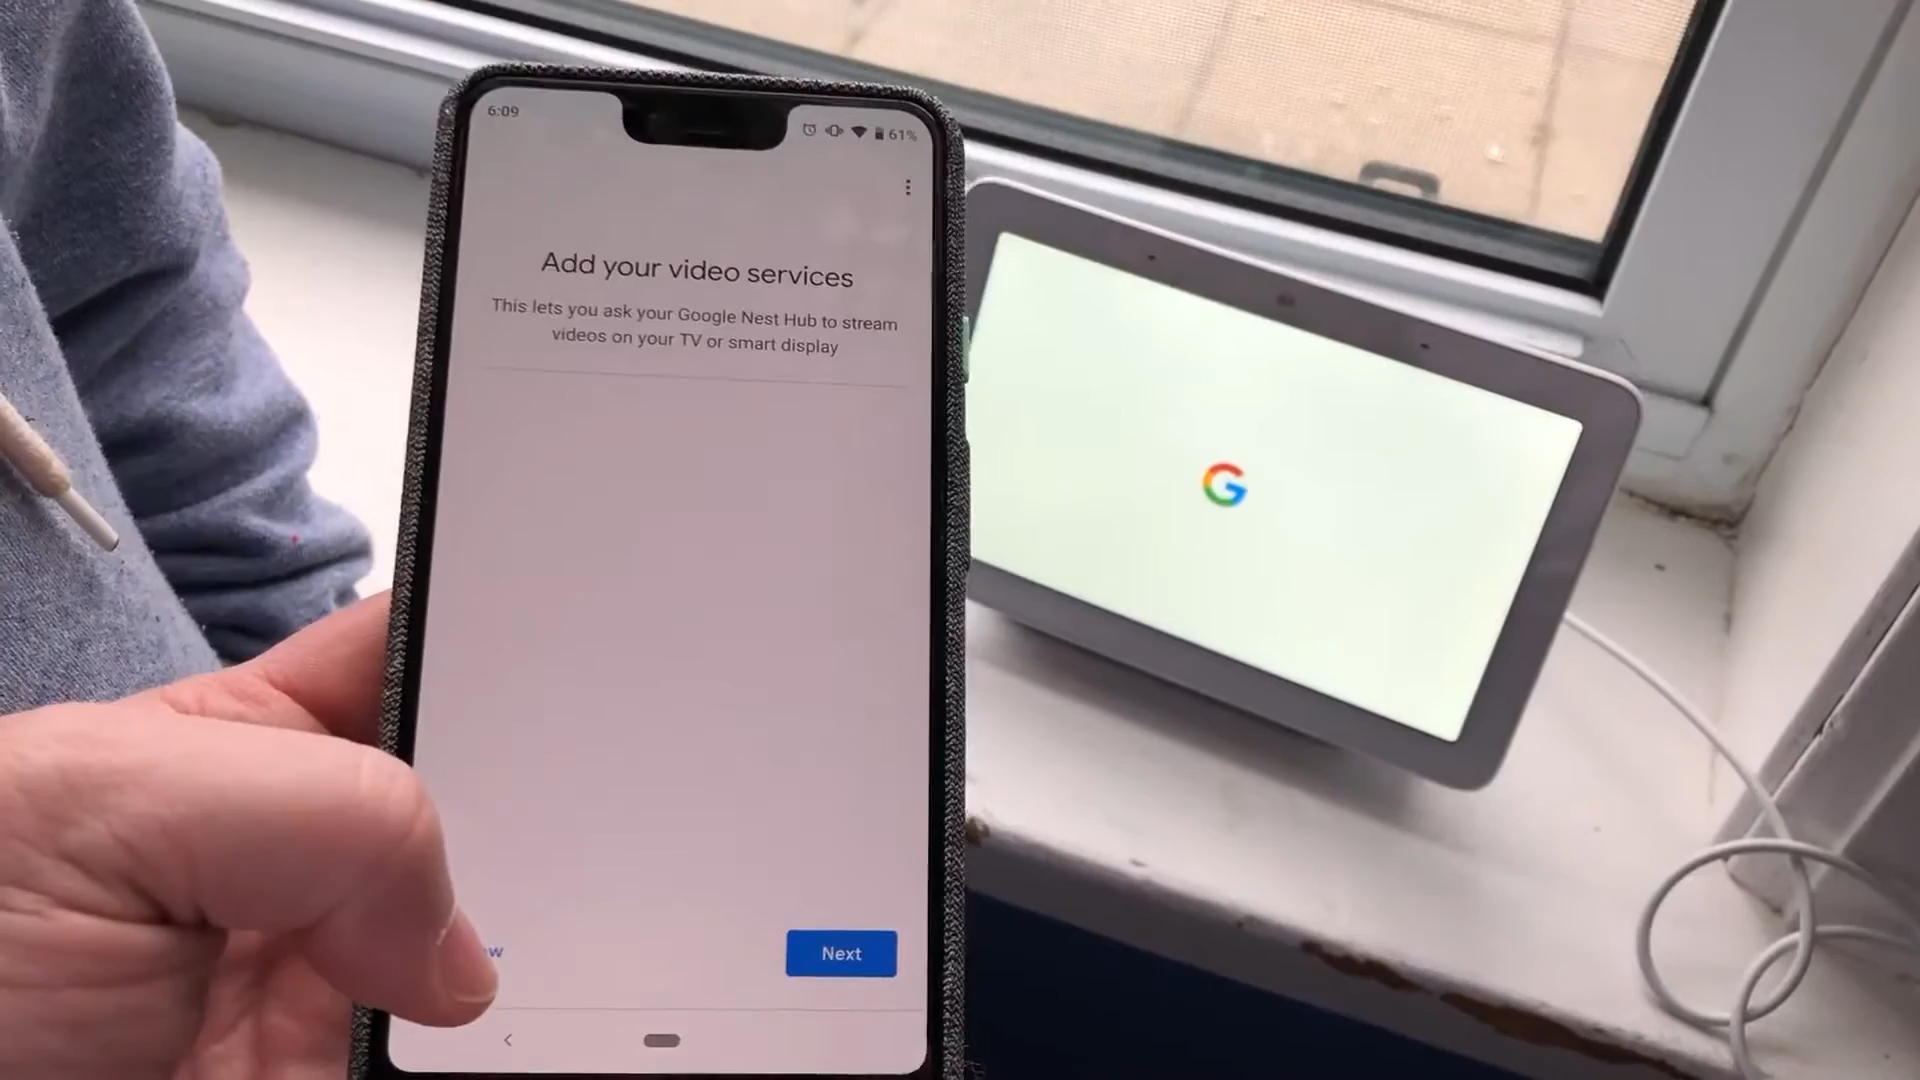 6:09
61%
Add your video services
This lets you ask your Google Nest Hub to stream
videos on your TV or smart display
Next
G